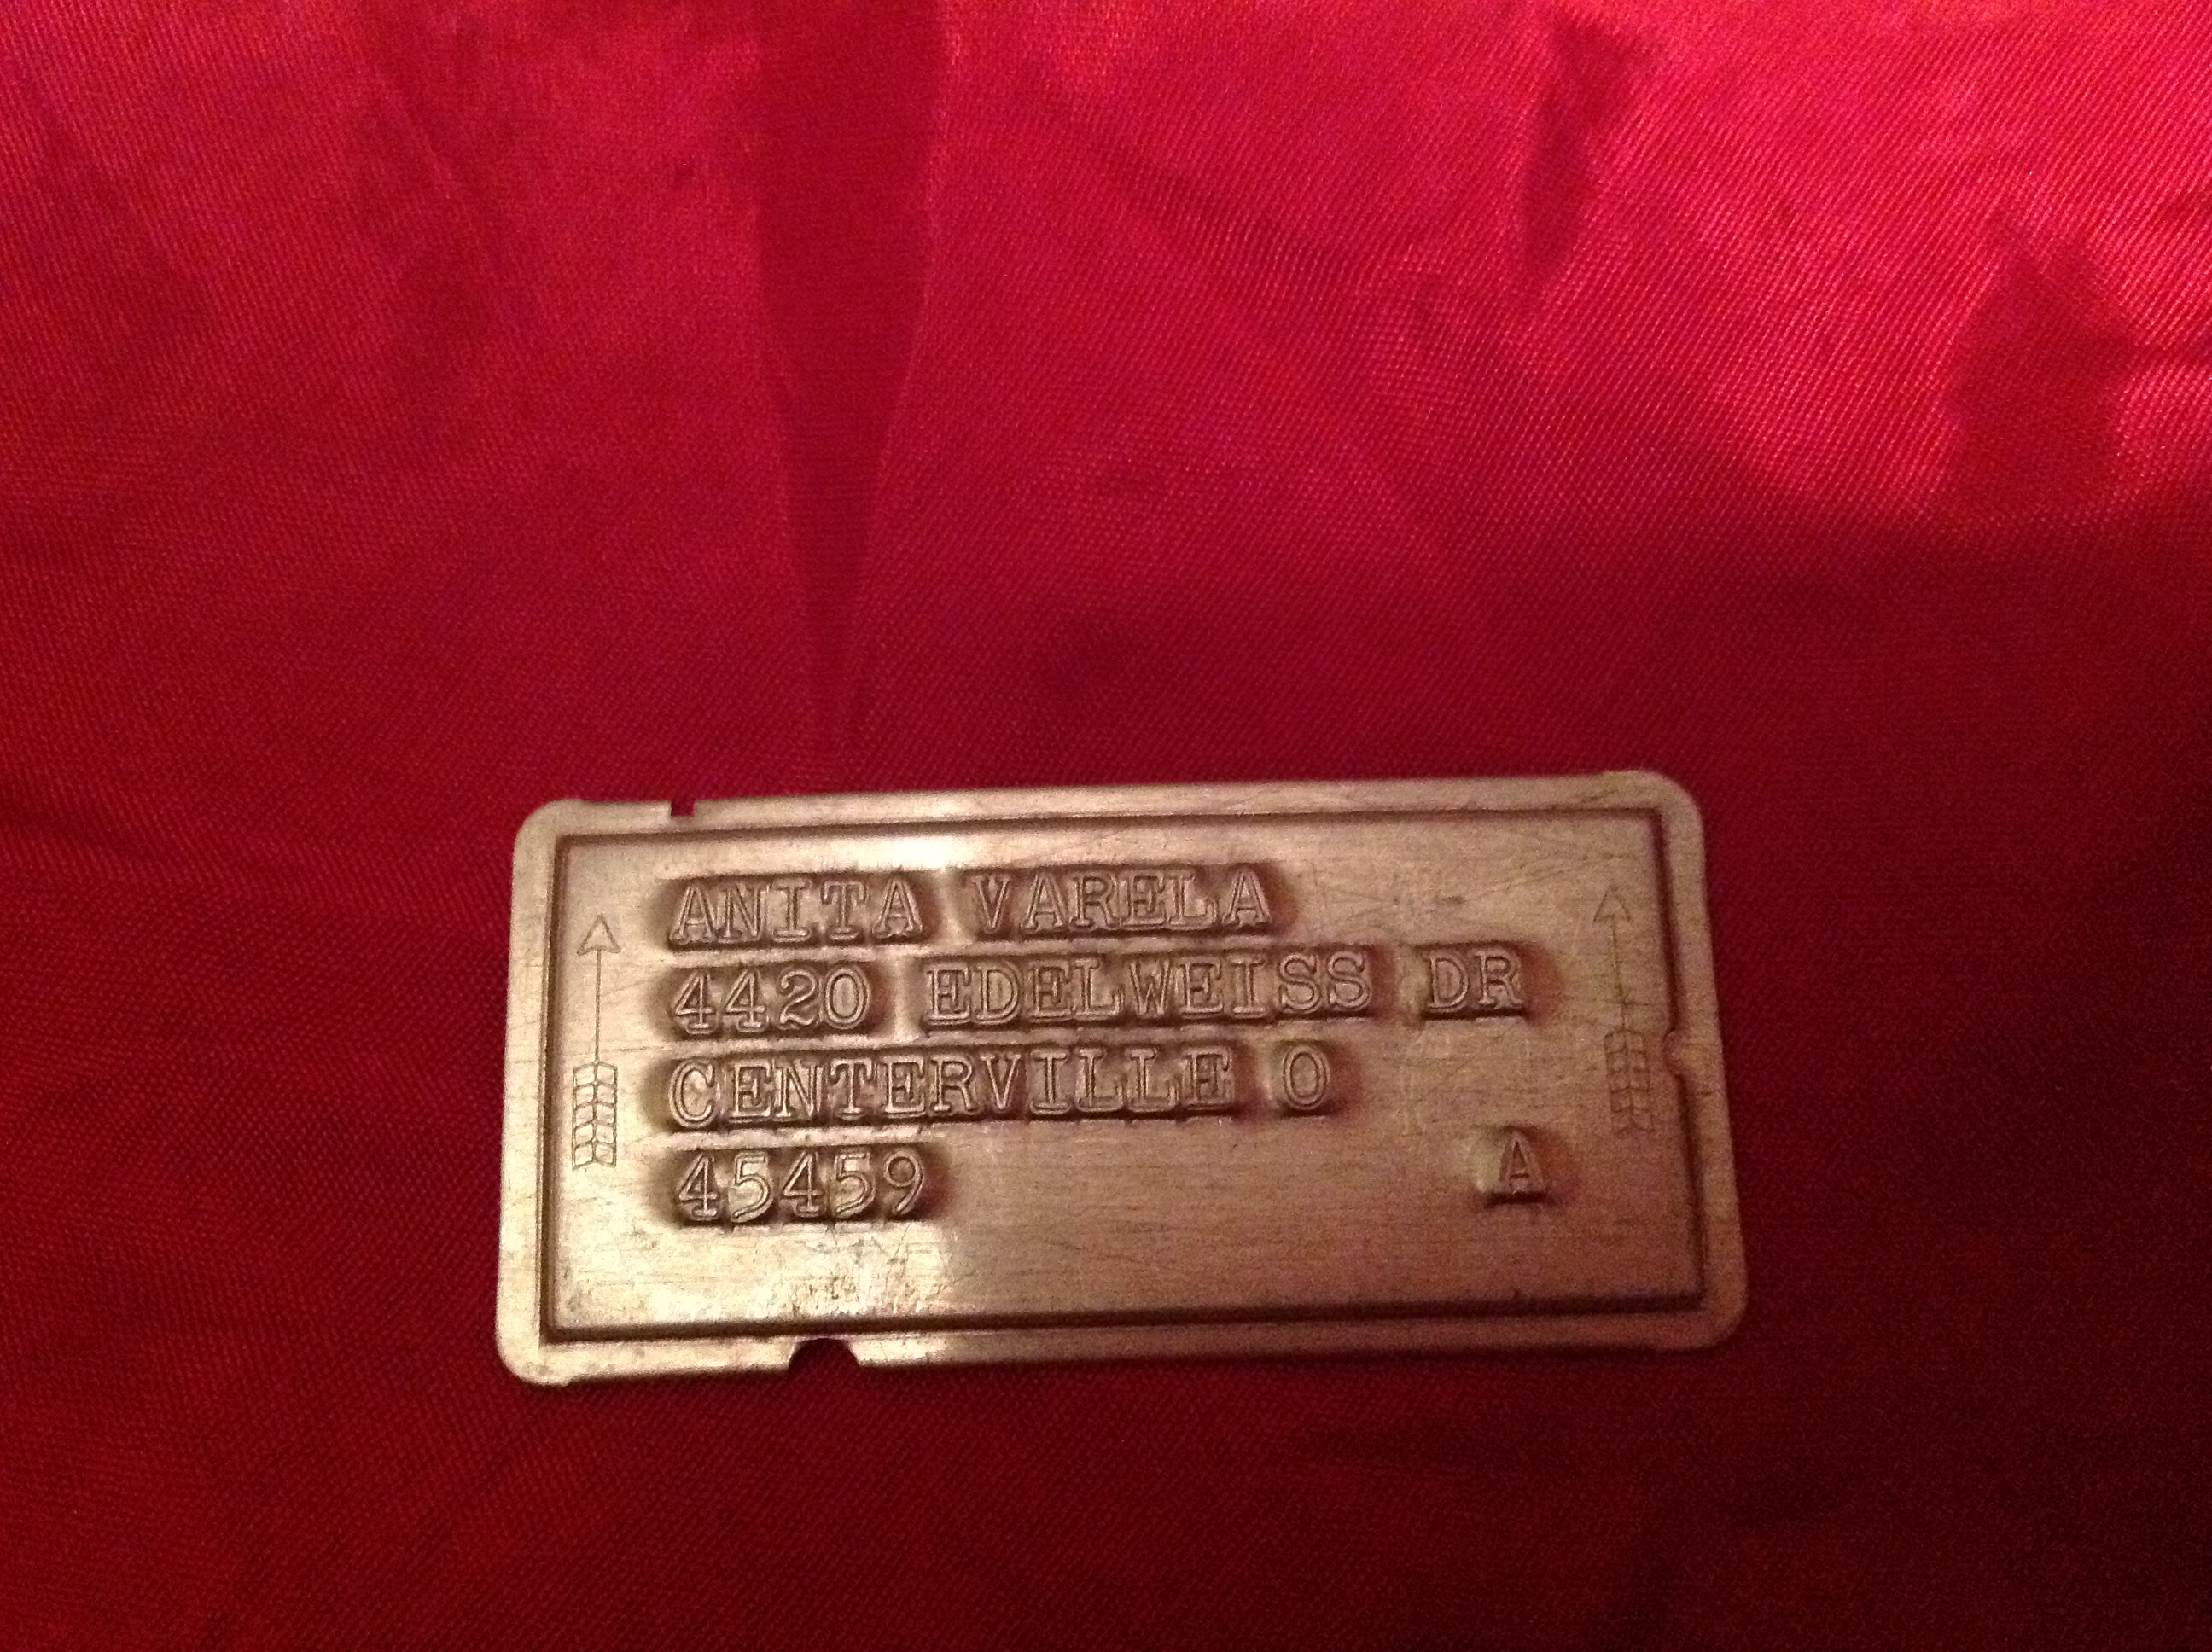 ANITA VARELA
4420 EDELWEISS DR
CENTERVILLE O
45459 A